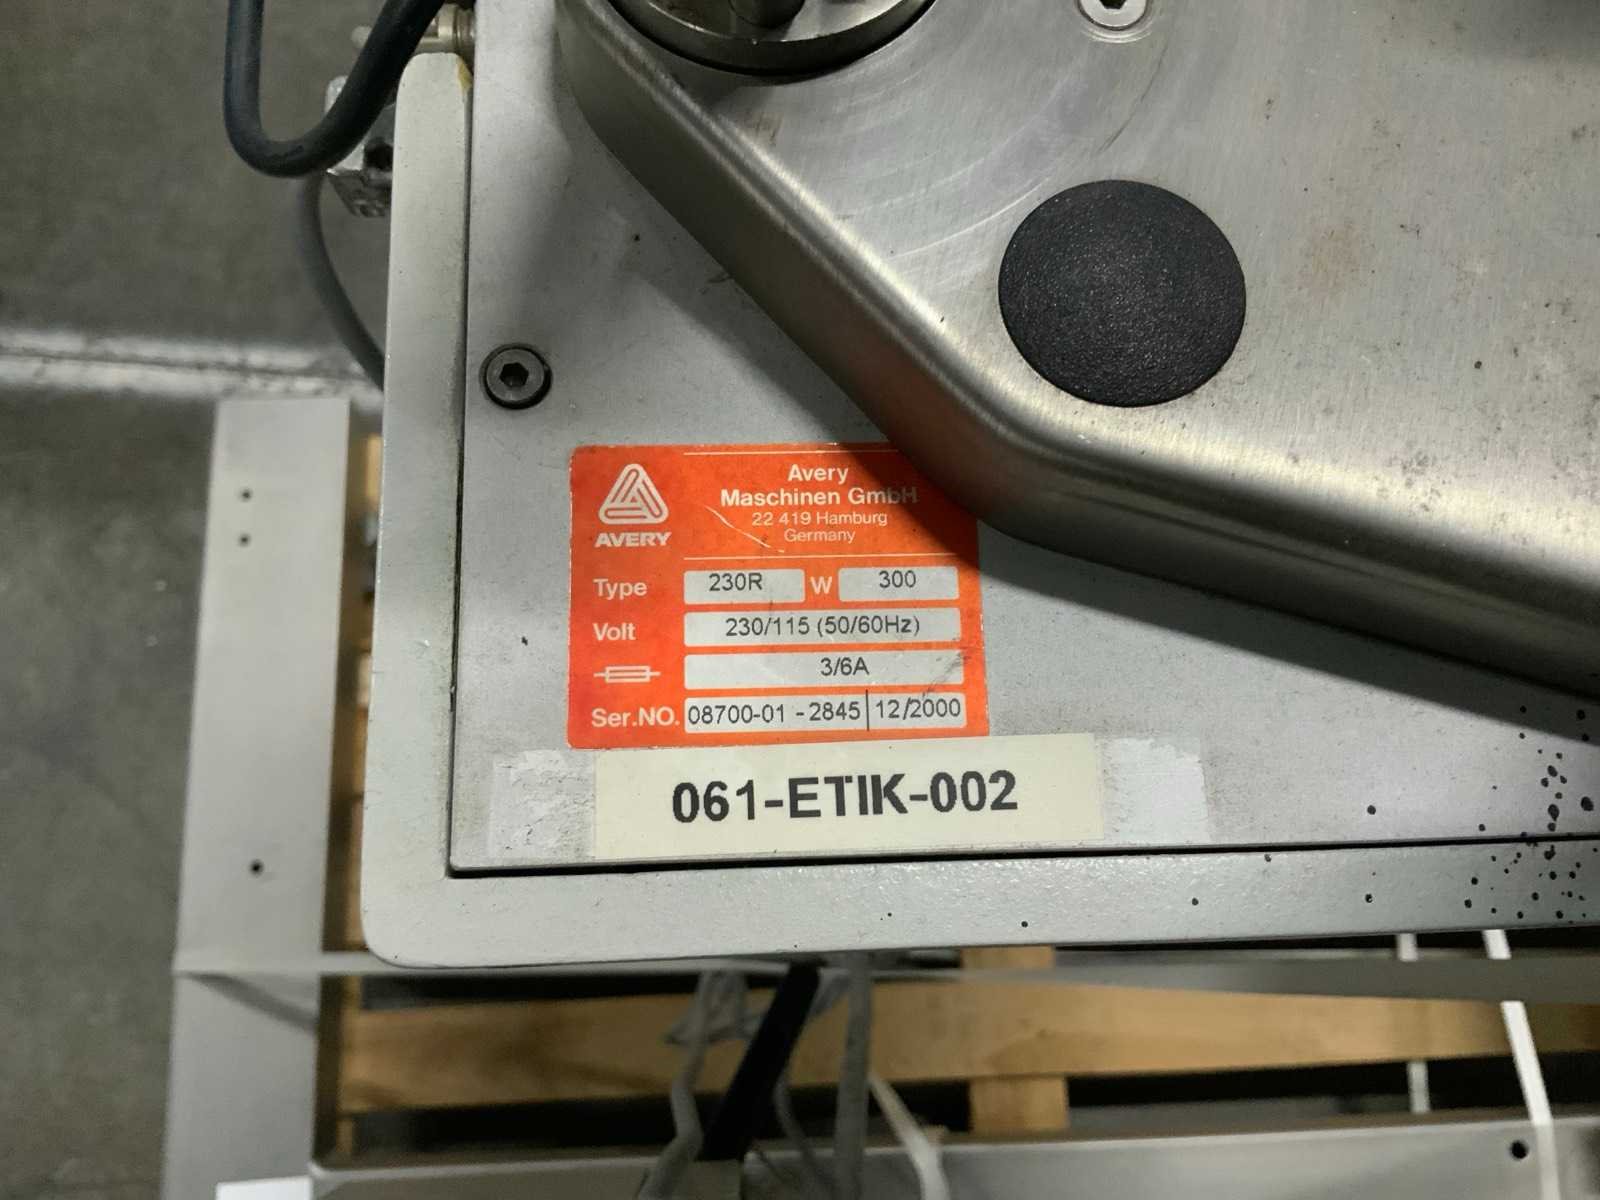 Avery
Maschinen GmbH
22 419 Hamburg
Germany
AVERY
Type 230R W 300
Volt 230/115 (50/60Hz)
3/6A
Ser.NO. 08700-01 - 2845 12/2000
061-ETIK-002